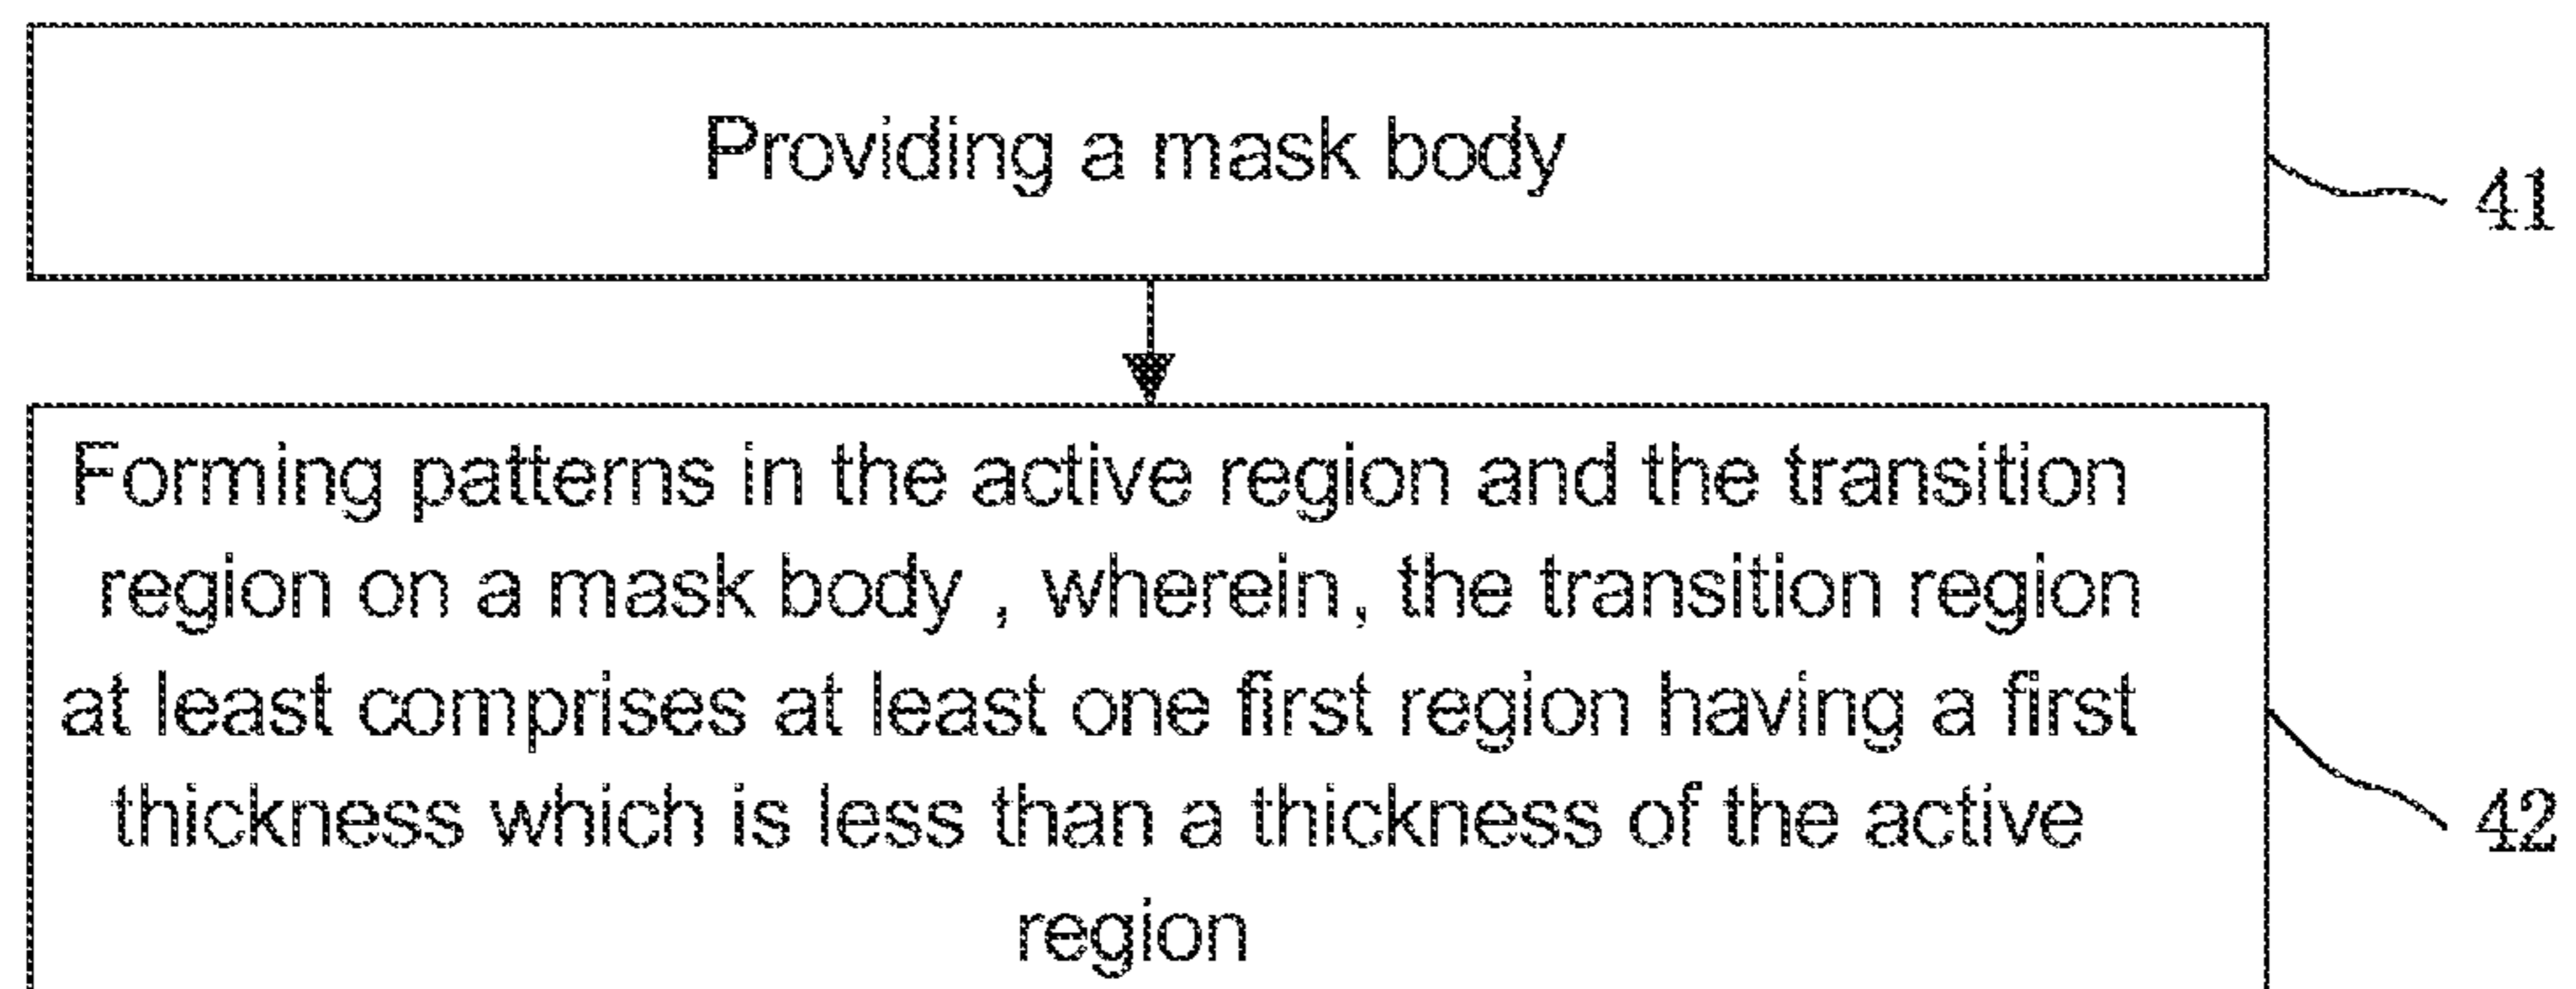 Providing a mask body
41
Forming patterns in the active region and the transition
region on a mask body , wherein, the transition region
at least comprises at least one first region having a first
thickness which is less than a thickness of the active
region
42